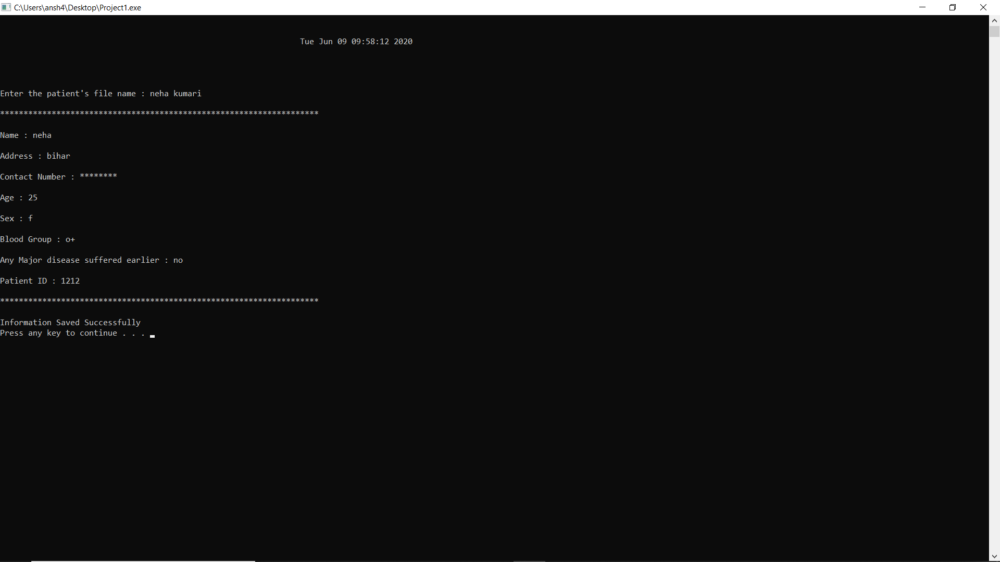 C:\Users\ansh4\Desktop\Project1.exe
Tue Jun 09 09:58:12 2020
Enter the patient's file name : neha kumari
********************************************************************
Name : neha
Address : bihar
Contact Number : ********
Age : 25
Sex : f
Blood Group : o+
Any Major disease suffered earlier : no
Patient ID : 1212
********************************************************************
Information Saved Successfully
Press any key to continue . . .